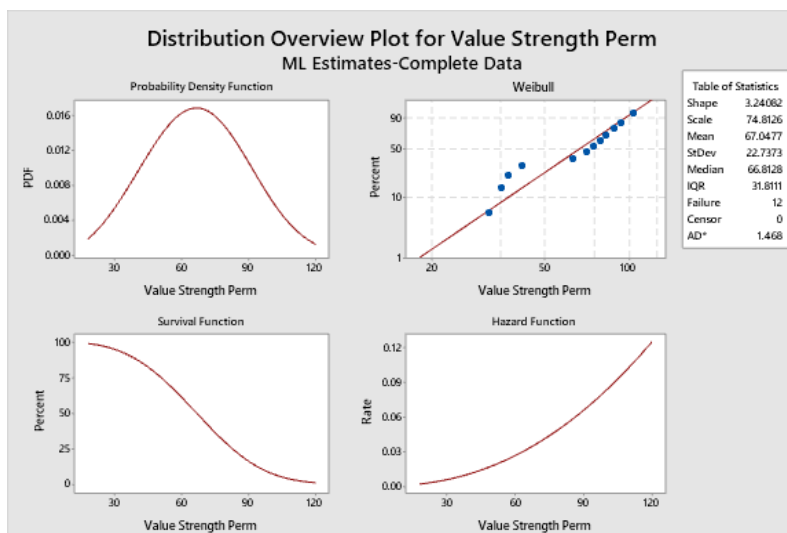 Distribution Overview Plot for Value Strength Perm
ML Estimates-Complete Data
Probability Density Function
0.016
0.012
0.008
0.004
0.000
PDF
30 60 90 120
Value Strength Perm
Weibull
90
50
10
1
Percent
20 50 100
Value Strength Perm
Table of Statistics
Shape 3.24082
Scale 74.8126
Mean 67.0477
StDev 22.7373
Median 66.8128
IQR 31.8111
Failure 12
Censor 0
AD* 1.468
Survival Function
100
75
50
25
0
Percent
30 60 90 120
Value Strength Perm
Hazard Function
0.12
0.09
0.06
0.03
0.00
Rate
30 60 90 120
Value Strength Perm